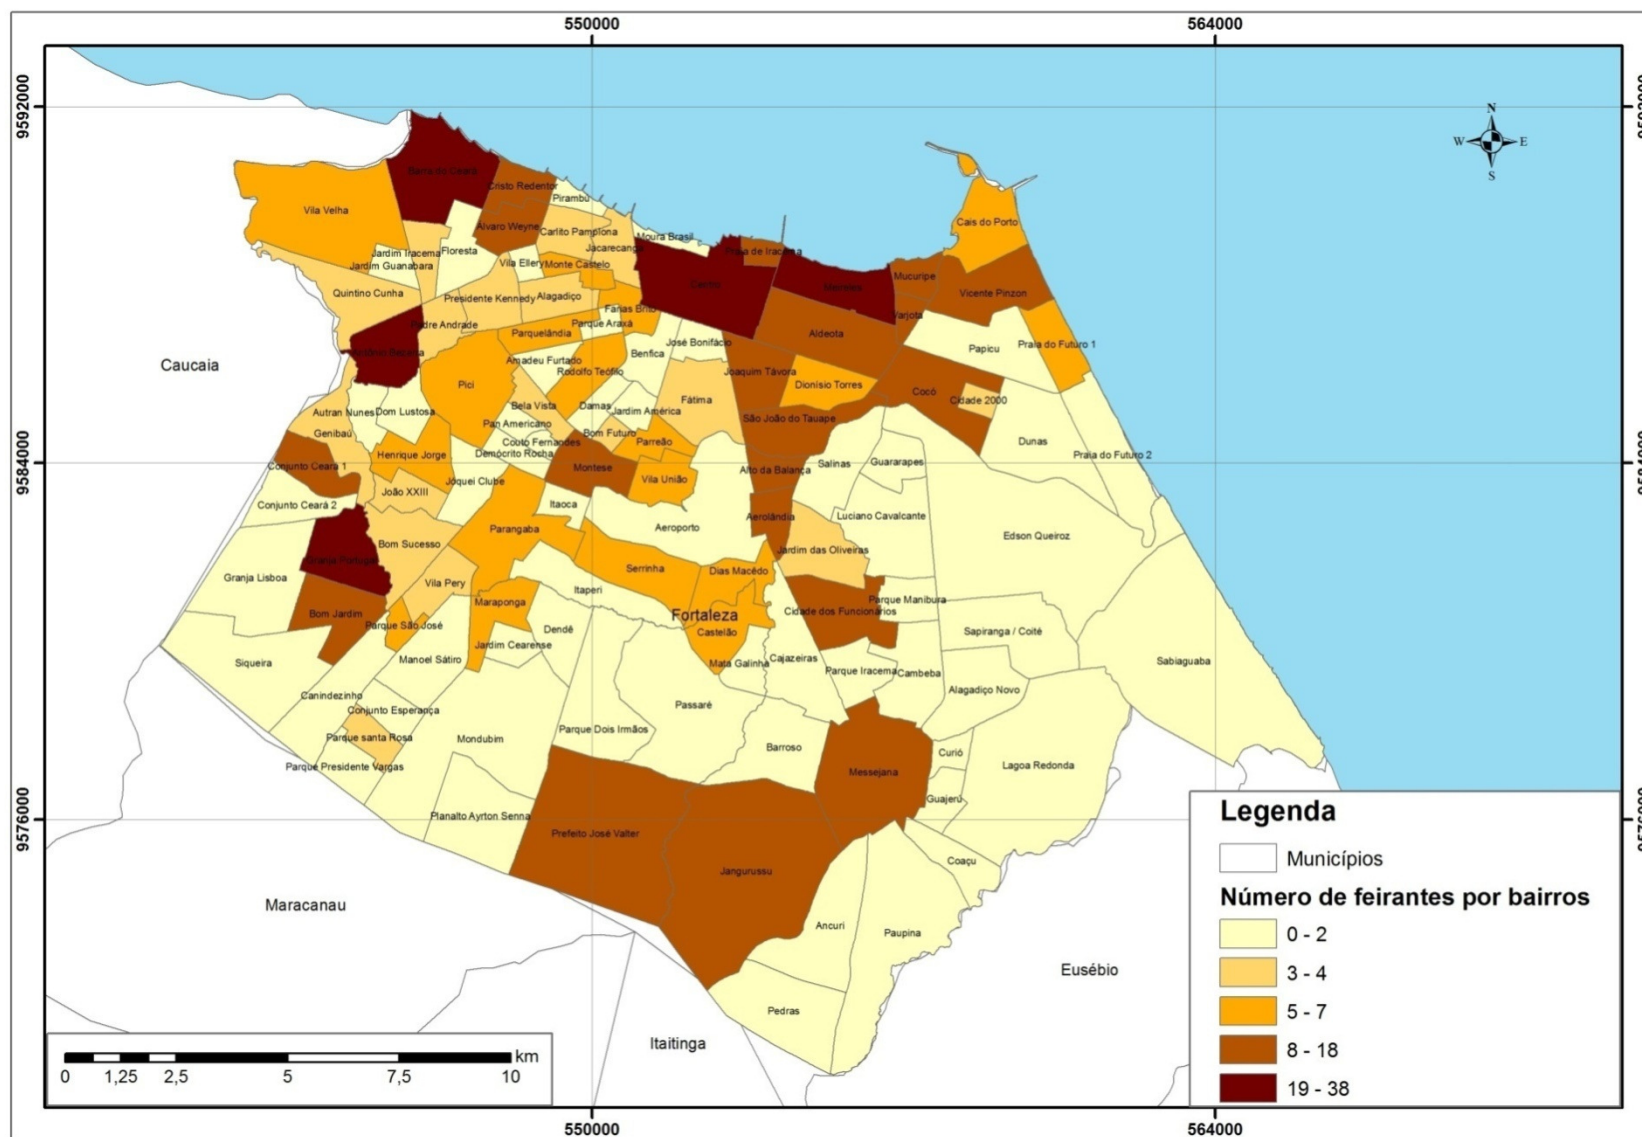 550000
564000
9592000
N
W
E
S
Barra do Ceará
Cristo Redentor
Pirambú
Vila Velha
Álvaro Weyne
Carlito Pamplona
Cais do Porto
Moura Brasil
Jacarecanga
Floresta
Jardim Iracema
Praia de Iracema
Vila Ellery
Monte Castelo
Jardim Guanabara
Mucuripe
Centro
Meireles
Quintino Cunha
Vicente Pinzon
Presidente Kennedy
Alagadiço
Farias Brito
Varjota
Padre Andrade
Parque Araxá
Parquelândia
Aldeota
José Bonifácio
Praia do Futuro 1
Papicu
Antônio Bezerra
Benfica
Amadeu Furtado
Caucaia
Rodolfo Teófilo
Joaquim Távora
Pici
Dionísio Torres
Cocó
Fátima
Cidade 2000
Bela Vista
Damas
Autran Nunes
Dom Lustosa
Jardim América
São João do Tauape
Pan Americano
Genibaú
Bom Futuro
Couto Fernandes
Parreão
Dunas
Demócrito Rocha
Henrique Jorge
Praia do Futuro 2
9584000
Conjunto Ceará 1
Montese
Alto da Balança
Salinas
Guararapes
Jóquei Clube
Vila União
João XXIII
Conjunto Ceará 2
Itaoca
Luciano Cavalcante
Aerolândia
Parangaba
Aeroporto
Edson Queiroz
Bom Sucesso
Jardim das Oliveiras
Granja Portugal
Serrinha
Dias Macêdo
Granja Lisboa
Vila Pery
Itaperi
Maraponga
Parque Manibura
Bom Jardim
Fortaleza
Cidade dos Funcionários
Parque São José
Dendê
Castelão
Sapiranga / Coité
Jardim Cearense
Manoel Sátiro
Siqueira
Mata Galinha
Cajazeiras
Sabiaguaba
Parque Iracema
Cambeba
Alagadiço Novo
Canindezinho
Conjunto Esperança
Passaré
Parque Dois Irmãos
Parque santa Rosa
Mondubim
Barroso
Curió
Parque Presidente Vargas
Messejana
Lagoa Redonda
Guajerú
Planalto Ayrton Senna
Prefeito José Valter
Coaçu
Jangurussu
Maracanau
Ancuri
Paupina
Eusébio
Pedras
Itaitinga
Legenda
Municípios
Número de feirantes por bairros
0 - 2
3 - 4
5 - 7
8 - 18
19 - 38
km
0 1,25 2,5 5 7,5 10
550000
564000